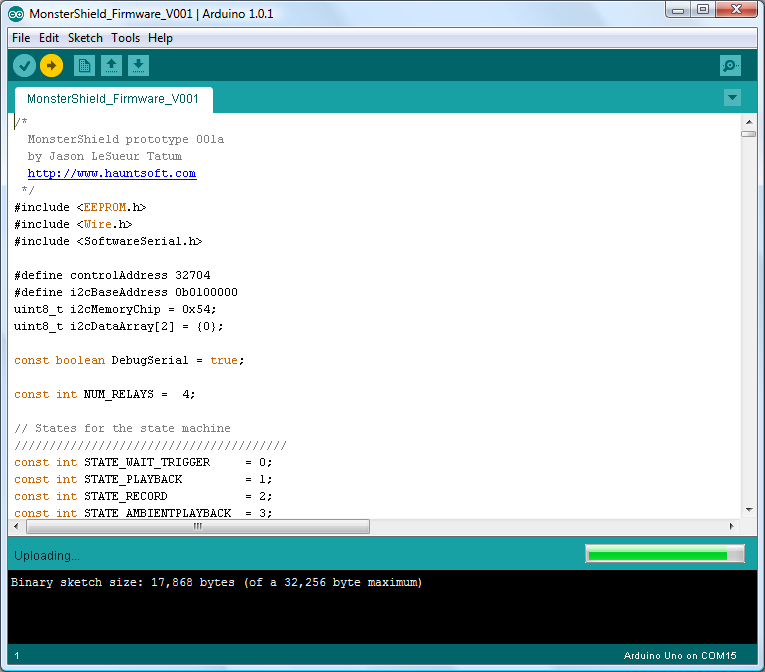 MonsterShield_Firmware_V001 | Arduino 1.0.1
File Edit Sketch Tools Help
MonsterShield_Firmware_V001
/*
  MonsterShield prototype 001a
  by Jason LeSueur Tatum
  http://www.hauntsoft.com
 */
#include <EEPROM.h>
#include <Wire.h>
#include <SoftwareSerial.h>
#define controlAddress 32704
#define i2cBaseAddress 0b0100000
uint8_t i2cMemoryChip = 0x54;
uint8_t i2cDataArray[2] = {0};
const boolean DebugSerial = true;
const int NUM_RELAYS =  4;
// States for the state machine
///////////////////////////////////////
const int STATE_WAIT_TRIGGER     = 0;
const int STATE_PLAYBACK         = 1;
const int STATE_RECORD           = 2;
const int STATE_AMBIENTPLAYBACK  = 3;
Uploading...
Binary sketch size: 17,868 bytes (of a 32,256 byte maximum)
1
Arduino Uno on COM15